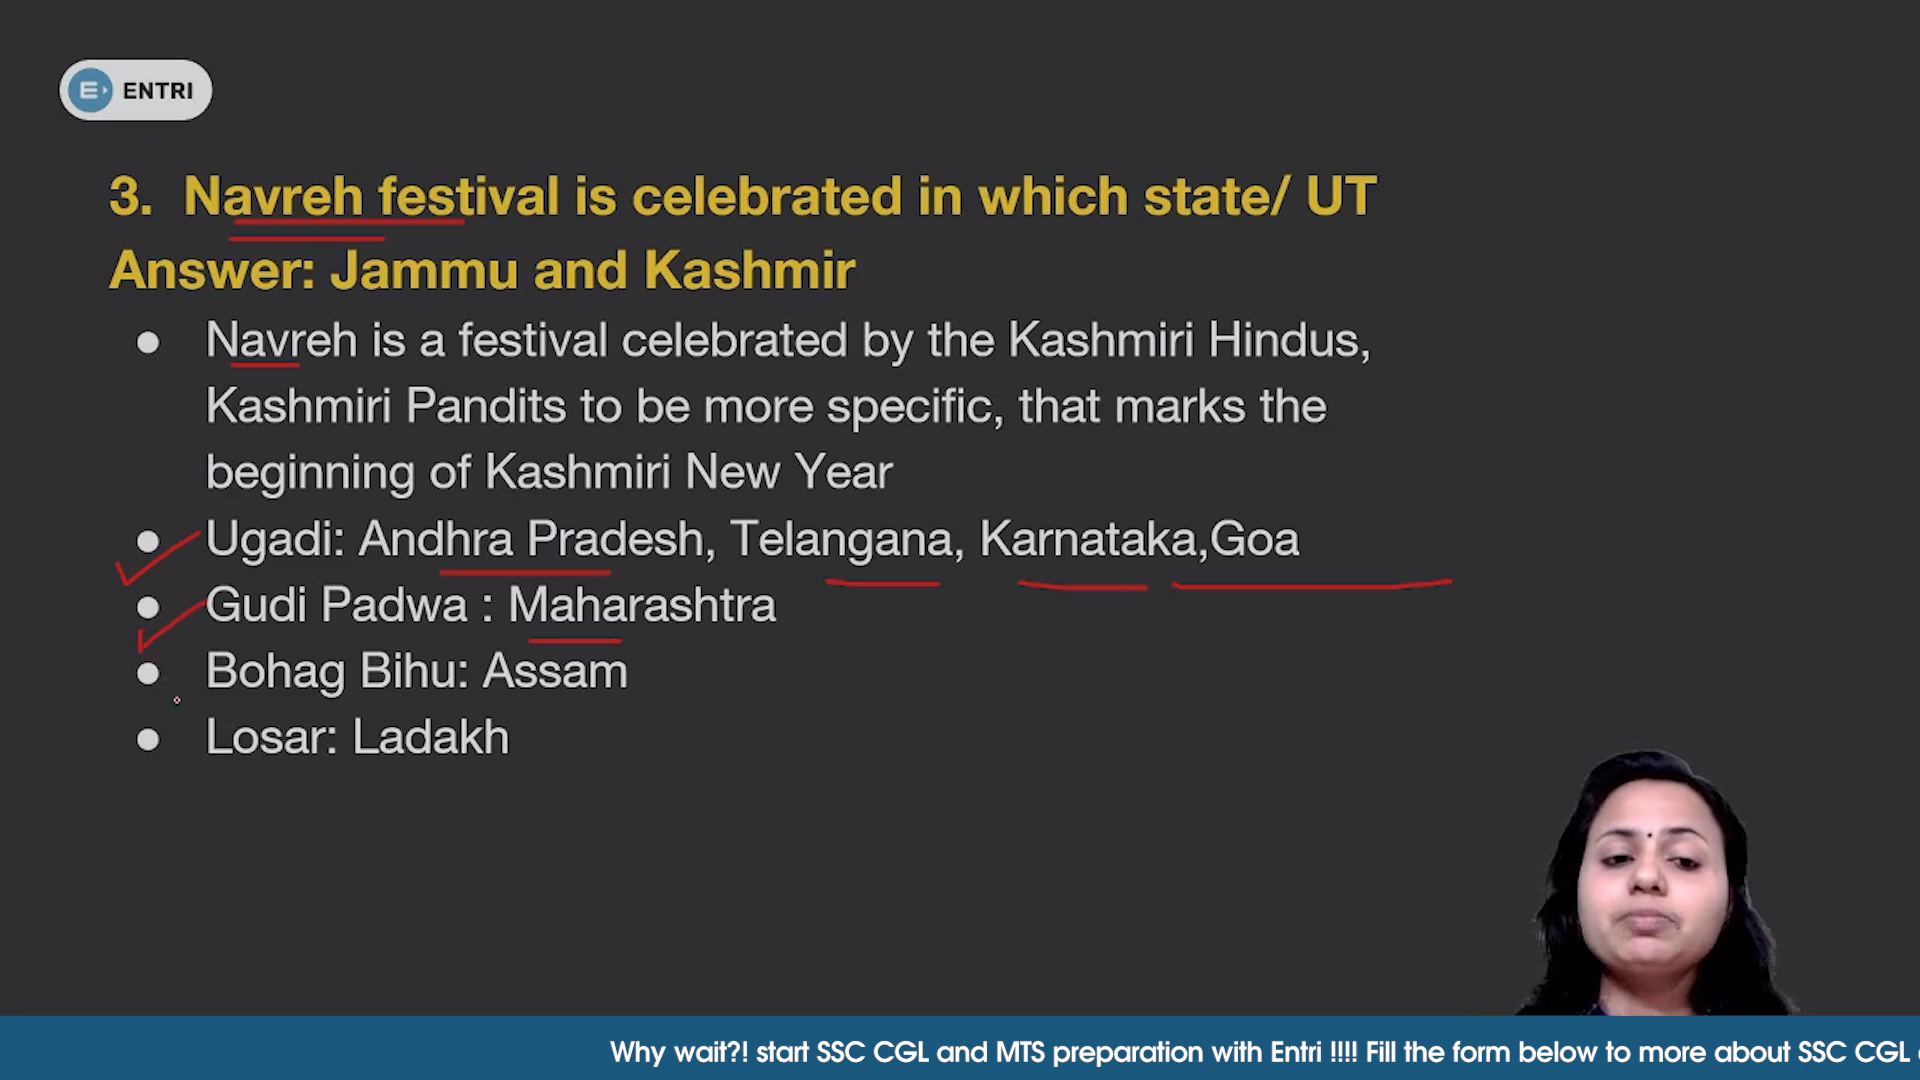 ENTRI
3. Navreh festival is celebrated in which state/ UT
Answer: Jammu and Kashmir
● Navreh is a festival celebrated by the Kashmiri Hindus,
Kashmiri Pandits to be more specific, that marks the
beginning of Kashmiri New Year
● Ugadi: Andhra Pradesh, Telangana, Karnataka,Goa
● Gudi Padwa : Maharashtra
● Bohag Bihu: Assam
● Losar: Ladakh
Why wait?! start SSC CGL and MTS preparation with Entri !!!! Fill the form below to more about SSC CGL